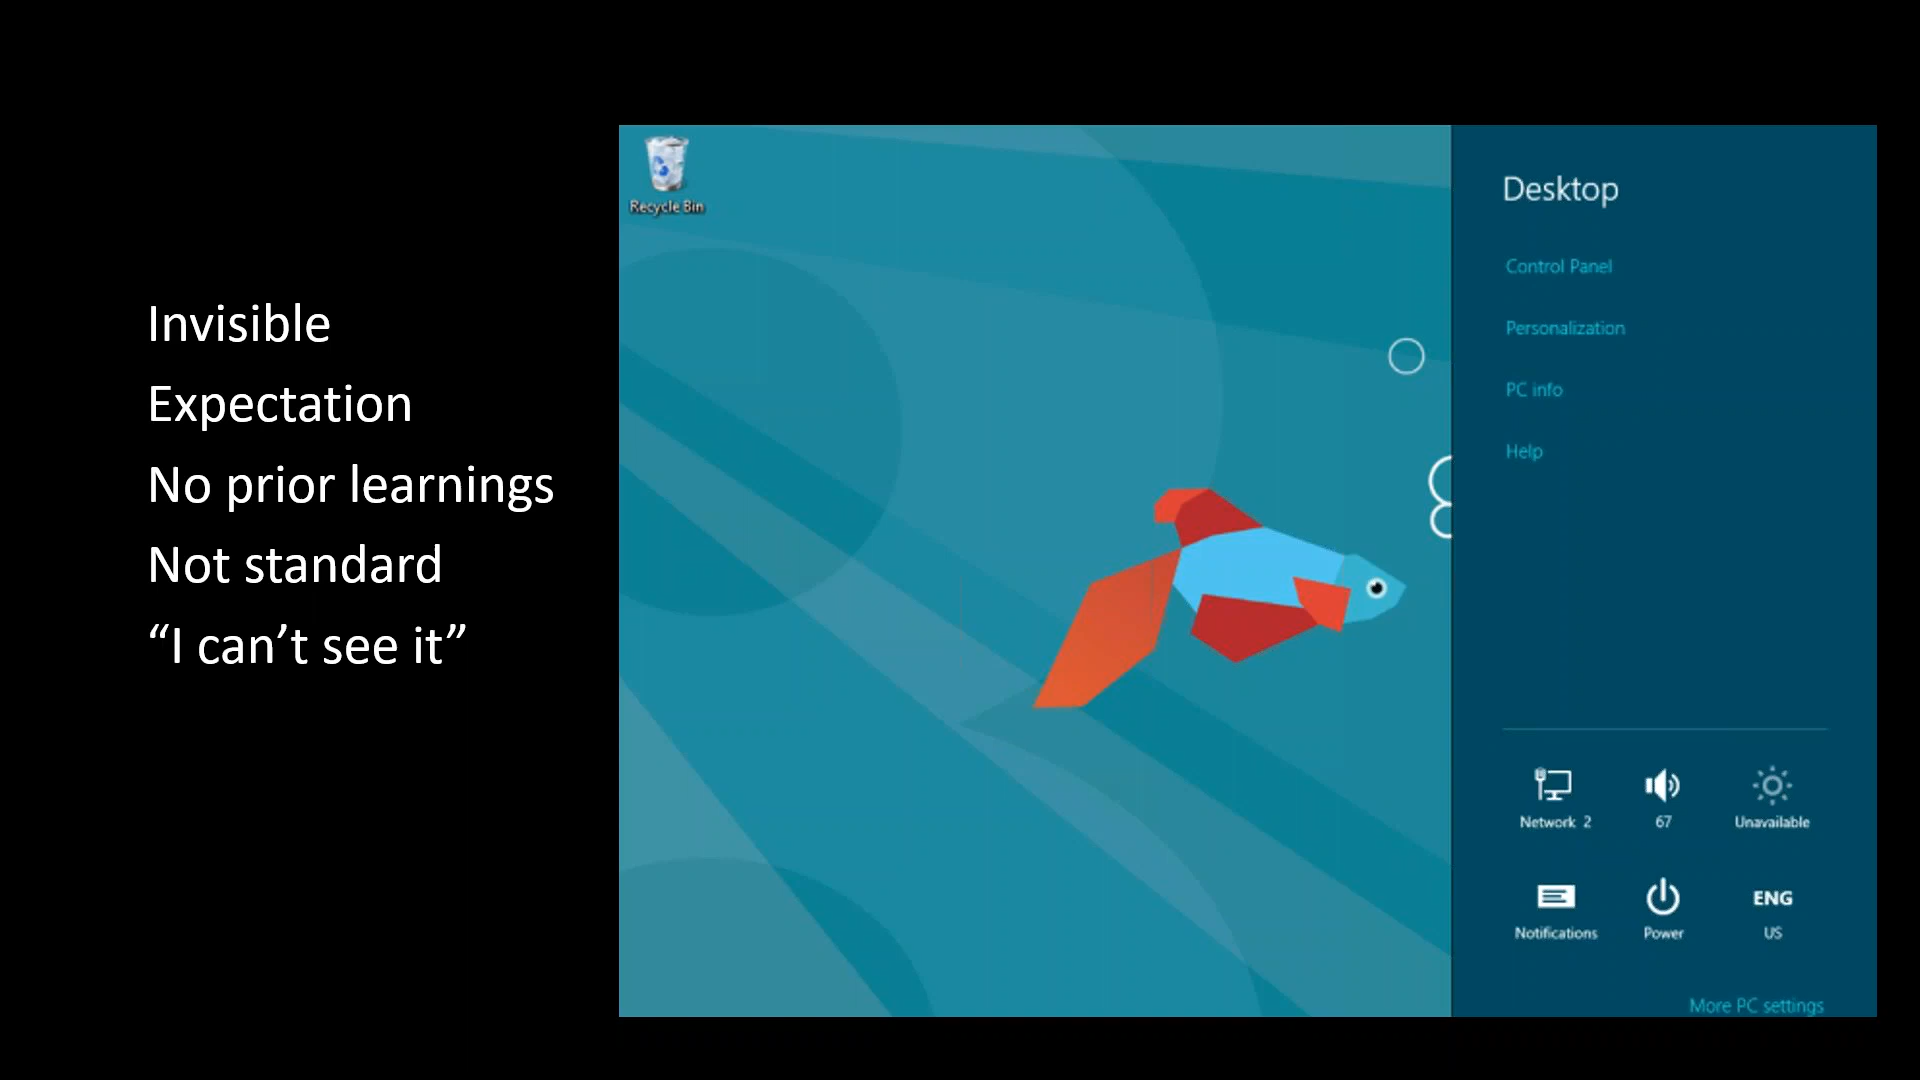 Invisible
Expectation
No prior learnings
Not standard
“I can’t see it”
Recycle Bin
Desktop
Control Panel
Personalization
PC info
Help
Network 2
67
Unavailable
Notifications
Power
ENG
US
More PC settings